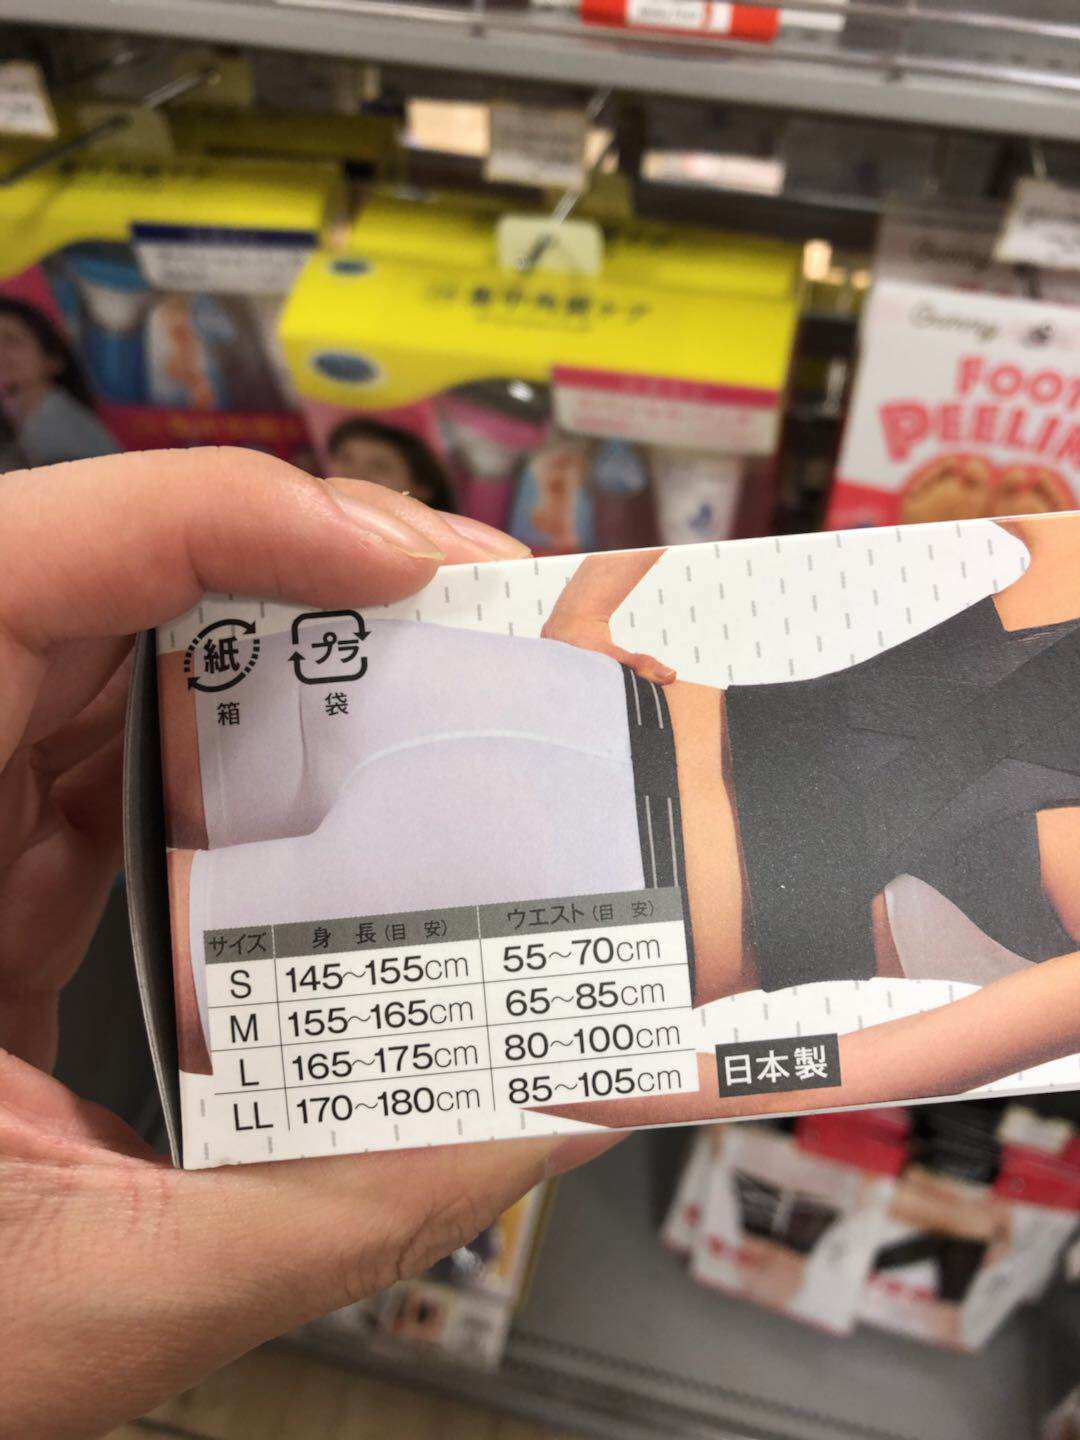 FOOT
PEELIN
紙
プラ
箱
袋
サイズ 身 長(目 安) ウエスト(目 安)
S 145~155cm 55~70cm
M 155~165cm 65~85cm
L 165~175cm 80~100cm
LL 170~180cm 85~105cm
日本製